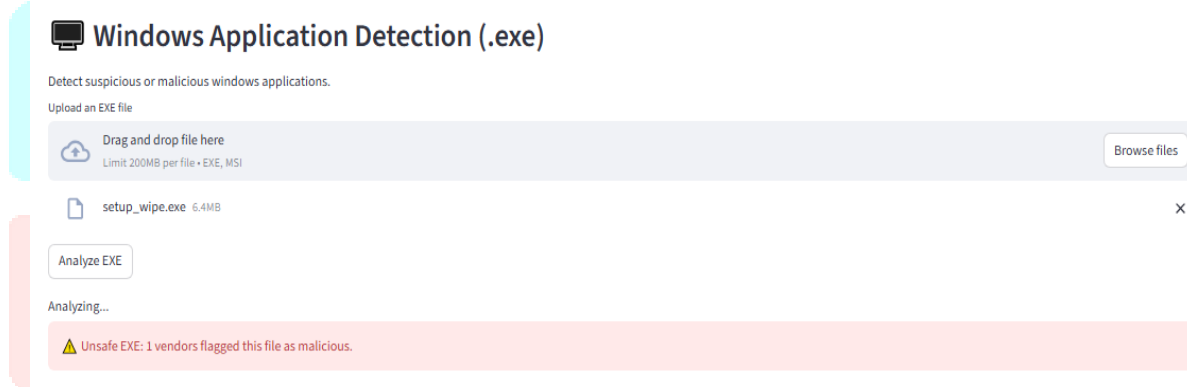 Windows Application Detection (.exe)
Detect suspicious or malicious windows applications.
Upload an EXE file
Drag and drop file here
Limit 200MB per file • EXE, MSI
Browse files
setup_wipe.exe 6.4MB
Analyze EXE
Analyzing...
Unsafe EXE: 1 vendors flagged this file as malicious.